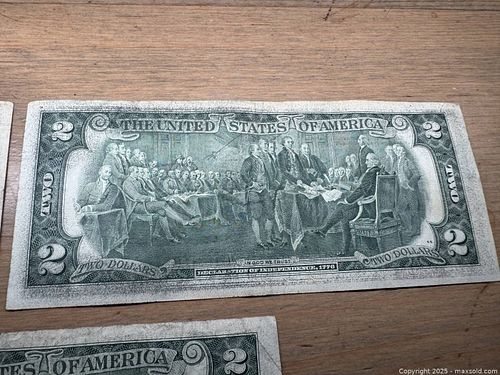 2 THE UNITED STATES OF AMERICA 2
TWO
TWO
IN GOD WE TRUST
TWO DOLLARS
DECLARATION OF INDEPENDENCE, 1776
TWO DOLLARS
2
2
OF AMERICA 2
Copyright 2025 - maxsold.com